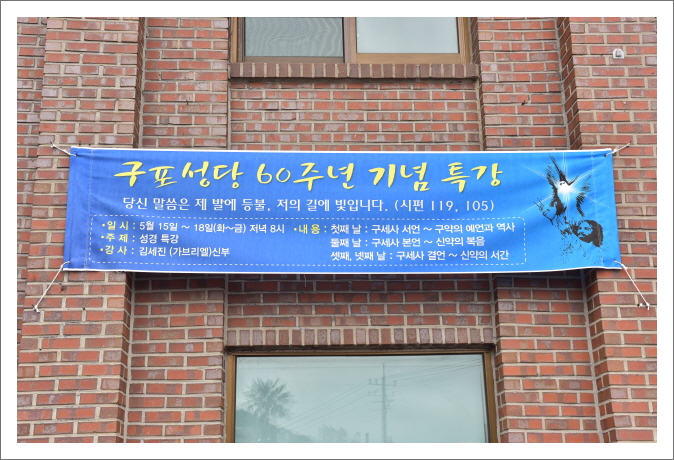 구포성당 60주년 기념 특강
당신 말씀은 제 발에 등불, 저의 길에 빛입니다. (시편 119, 105)
•일 시 : 5월 15일 ~ 18일(화~금) 저녁 8시
•주 제 : 성경 특강
•강 사 : 김세진 (가브리엘)신부
•내 용 : 첫째 날 : 구세사 서언 ~ 구약의 예언과 역사
둘째 날 : 구세사 본언 ~ 신약의 복음
셋째, 넷째 날 : 구세사 결언 ~ 신약의 서간